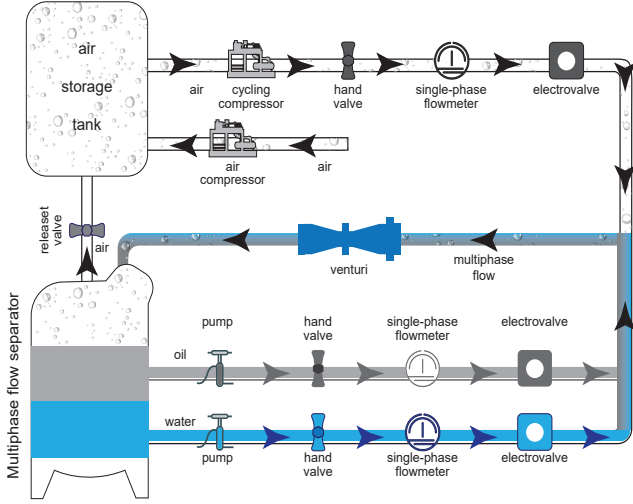 air
storage
tank
air
cycling
compressor
hand
valve
single-phase
flowmeter
electrovalve
air
compressor
air
releaset
valve
air
venturi
multiphase
flow
Multiphase flow separator
pump
hand
valve
single-phase
flowmeter
electrovalve
oil
water
pump
hand
valve
single-phase
flowmeter
electrovalve